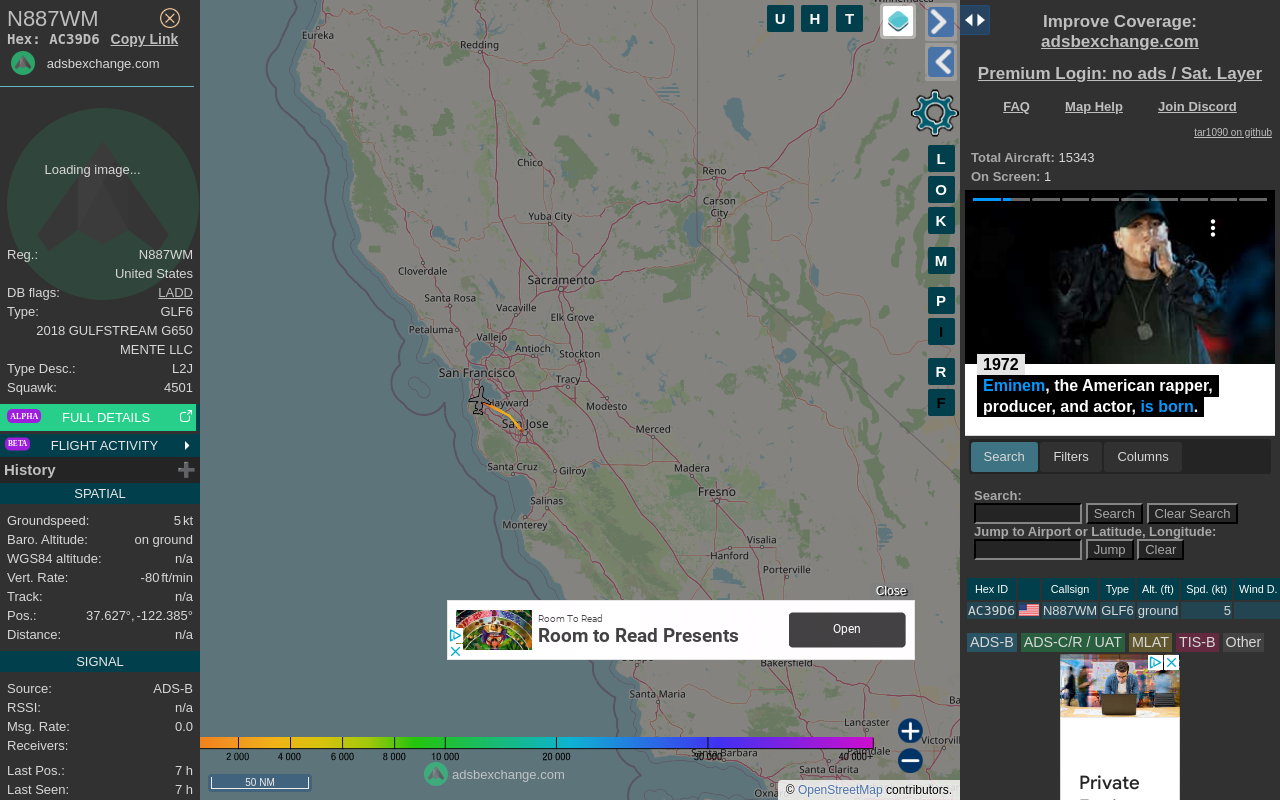 N887WM
Hex: AC39D6 Copy Link
adsbexchange.com
Loading image...
Reg.: N887WM
United States
DB flags: LADD
Type: GLF6
2018 GULFSTREAM G650
MENTE LLC
Type Desc.: L2J
Squawk: 4501
ALPHA FULL DETAILS
BETA FLIGHT ACTIVITY
History
SPATIAL
Groundspeed: 5 kt
Baro. Altitude: on ground
WGS84 altitude: n/a
Vert. Rate: -80 ft/min
Track: n/a
Pos.: 37.627°, -122.385°
Distance: n/a
SIGNAL
Source: ADS-B
RSSI: n/a
Msg. Rate: 0.0
Receivers:
Last Pos.: 7 h
Last Seen: 7 h
Eureka
Redding
Chico
Reno
Carson City
Yuba City
Cloverdale
Sacramento
Santa Rosa
Vacaville
Elk Grove
Petaluma
Vallejo
Antioch
Stockton
San Francisco
Tracy
Hayward
Modesto
San Jose
Merced
Santa Cruz
Gilroy
Madera
Fresno
Salinas
Monterey
Visalia
Hanford
Porterville
Bakersfield
Santa Maria
Lancaster
Victorvil
Santa Barbara
Palmdale
Santa Clarita
Oxna
U H T
L
O
K
M
P
I
R
F
Close
Room To Read
Room to Read Presents
Open
2 000 4 000 6 000 8 000 10 000 20 000 30 000 40 000+
50 NM
adsbexchange.com
© OpenStreetMap contributors.
Improve Coverage:
adsbexchange.com
Premium Login: no ads / Sat. Layer
FAQ Map Help Join Discord
tar1090 on github
Total Aircraft: 15343
On Screen: 1
1972
Eminem, the American rapper,
producer, and actor, is born.
Search Filters Columns
Search:
Search Clear Search
Jump to Airport or Latitude, Longitude:
Jump Clear
Hex ID Callsign Type Alt. (ft) Spd. (kt) Wind D.
AC39D6 N887WM GLF6 ground 5
ADS-B ADS-C/R / UAT MLAT TIS-B Other
Private